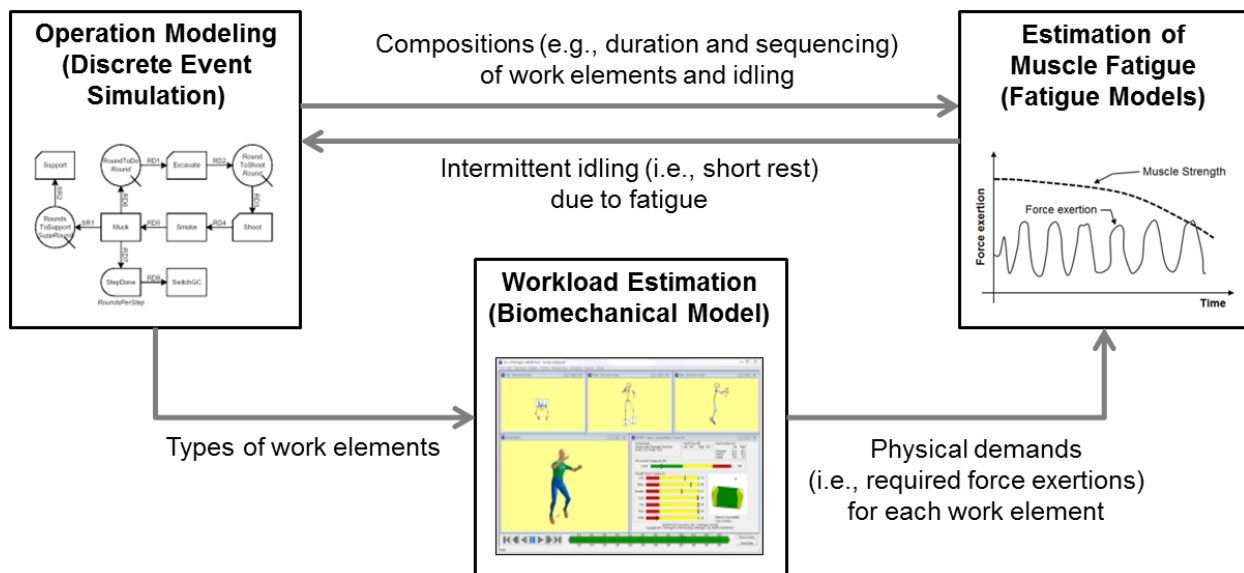 Operation Modeling
(Discrete Event
Simulation)
Support
RoundToDo
Round
RD1
Excavate
RD2
Round
ToShoot
Round
SR2
RD6
RD3
Rounds
ToSupport
SR1
Muck
RD5
Smoke
RD4
Shoot
RD7
StepDone
RD8
SwitchGC
RoundsPerStep
Compositions (e.g., duration and sequencing)
of work elements and idling
Intermittent idling (i.e., short rest)
due to fatigue
Estimation of
Muscle Fatigue
(Fatigue Models)
Muscle Strength
Force exertion
Force exertion
Time
Workload Estimation
(Biomechanical Model)
Types of work elements
Physical demands
(i.e., required force exertions)
for each work element